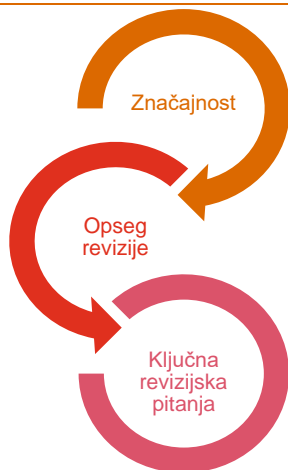 Značajnost
Opseg
revizije
Ključna
revizijska
pitanja